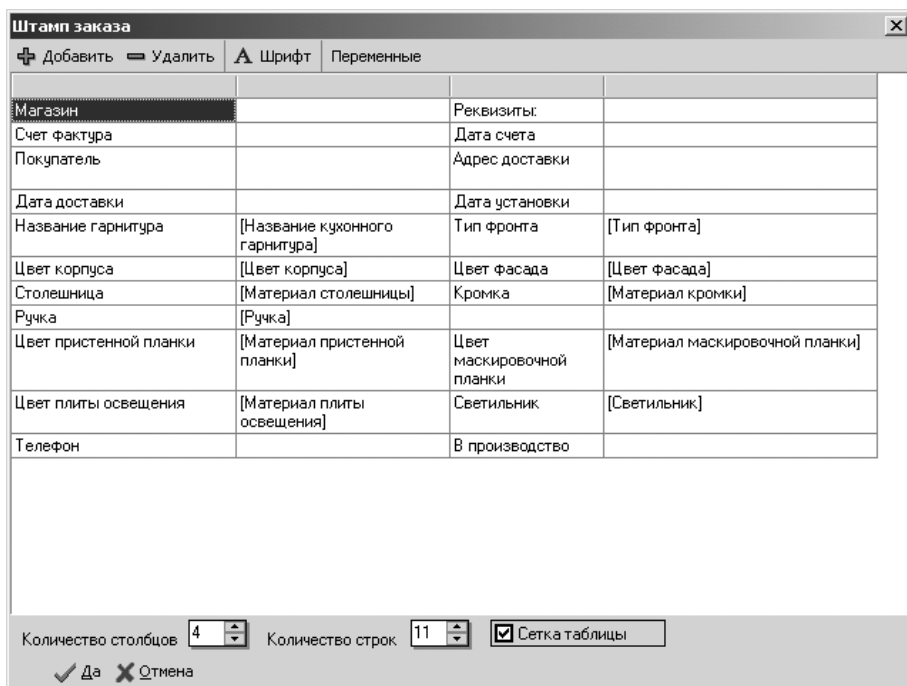 Штамп заказа
Добавить Удалить А Шрифт Переменные
Магазин Реквизиты:
Счет фактура Дата счета
Покупатель Адрес доставки
Дата доставки Дата установки
Название гарнитура [Название кухонного Тип фронта [Тип фронта]
гарнитура]
Цвет корпуса [Цвет корпуса] Цвет фасада [Цвет фасада]
Столешница [Материал столешницы] Кромка [Материал кромки]
Ручка [Ручка]
Цвет пристенной планки [Материал пристенной Цвет [Материал маскировочной планки]
планки] маскировочной
планки
Цвет плиты освещения [Материал плиты Светильник [Светильник]
освещения]
Телефон В производство
Количество столбцов 4 Количество строк 11 Сетка таблицы
Да Отмена